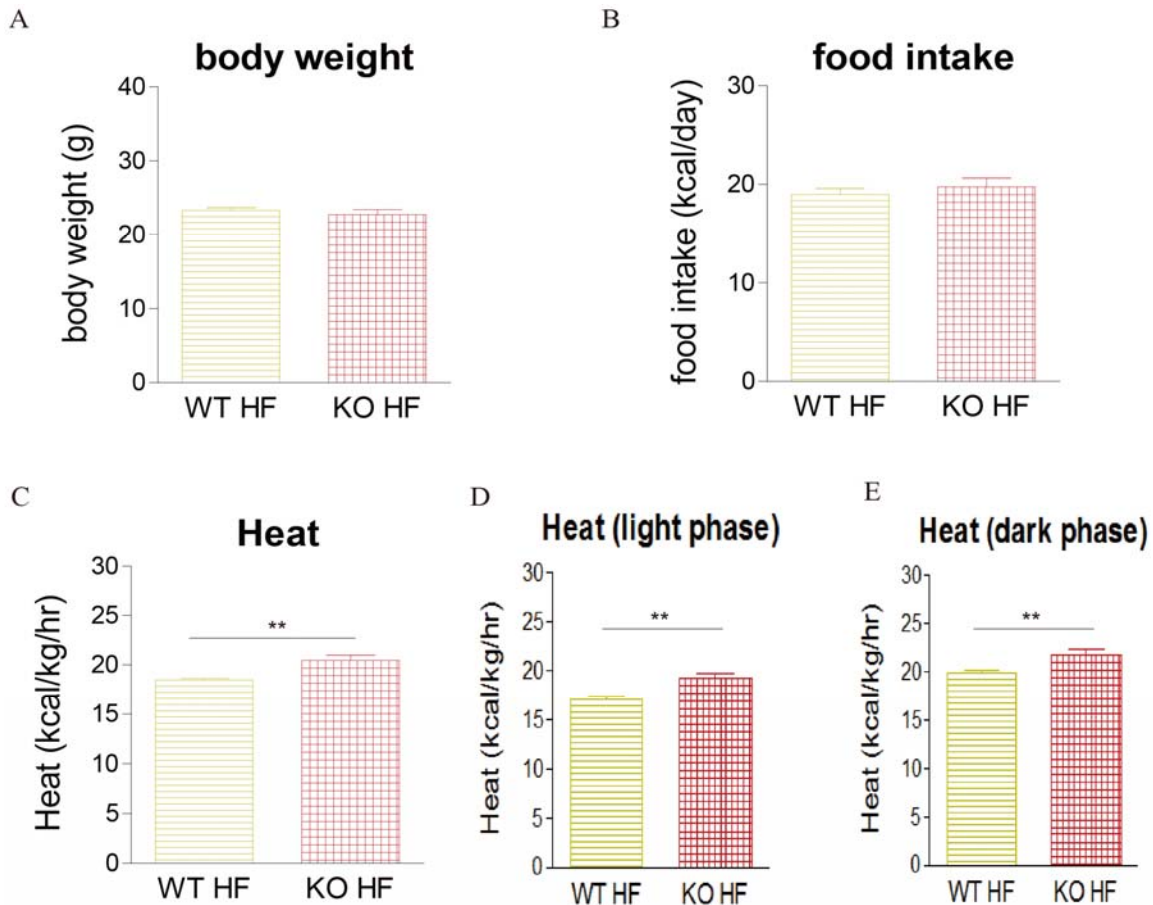 A
body weight
body weight (g)
40
30
20
10
0
WT HF
KO HF
B
food intake
food intake (kcal/day)
30
20
10
0
WT HF
KO HF
C
Heat
Heat (kcal/kg/hr)
30
25
20
15
10
5
0
**
WT HF
KO HF
D
Heat (light phase)
Heat (kcal/kg/hr)
30
25
20
15
10
5
0
**
WT HF
KO HF
E
Heat (dark phase)
Heat (kcal/kg/hr)
30
25
20
15
10
5
0
**
WT HF
KO HF